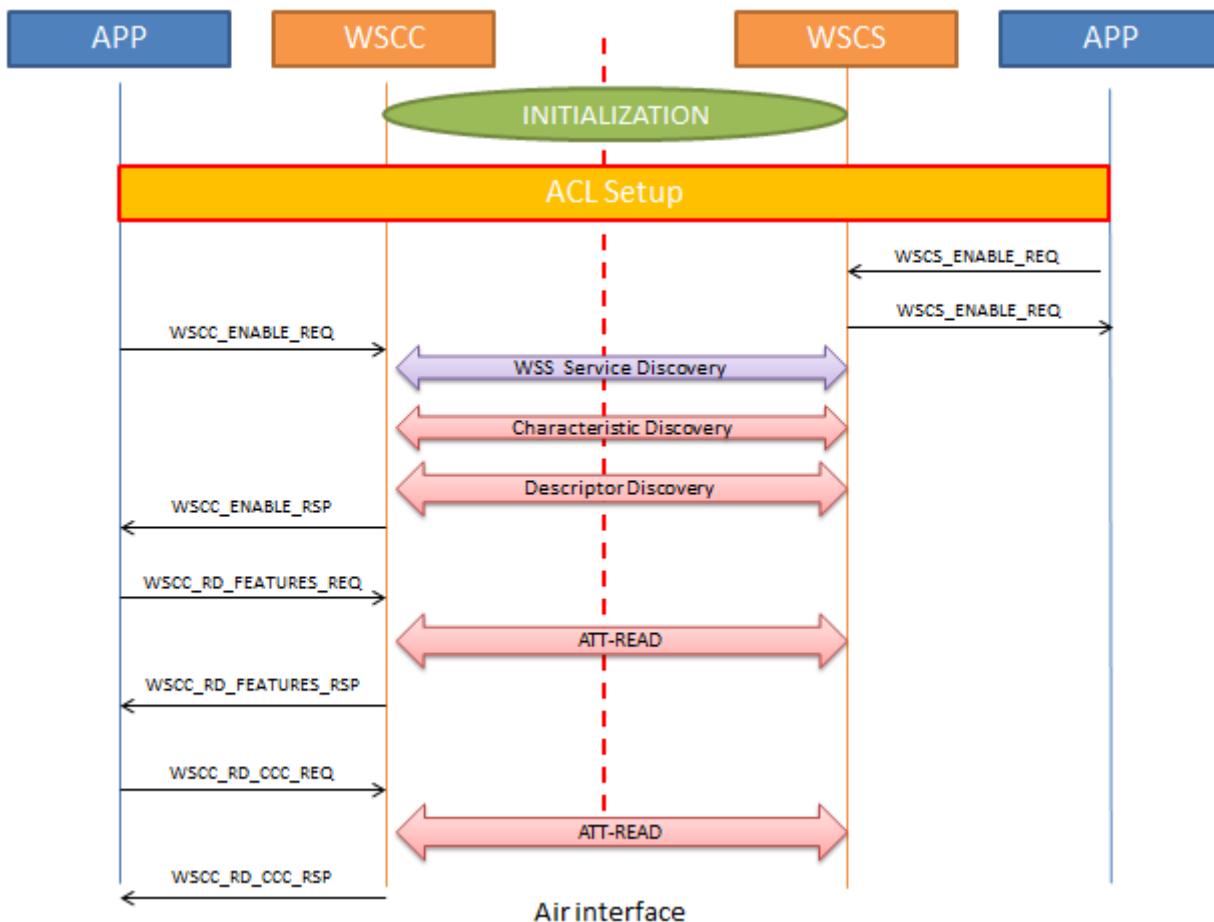 APP
WSCC
WSCS
APP
INITIALIZATION
ACL Setup
WSCS_ENABLE_REQ
WSCS_ENABLE_REQ
WSCC_ENABLE_REQ
WSS Service Discovery
Characteristic Discovery
Descriptor Discovery
WSCC_ENABLE_RSP
WSCC_RD_FEATURES_REQ
ATT-READ
WSCC_RD_FEATURES_RSP
WSCC_RD_CCC_REQ
ATT-READ
WSCC_RD_CCC_RSP
Air interface